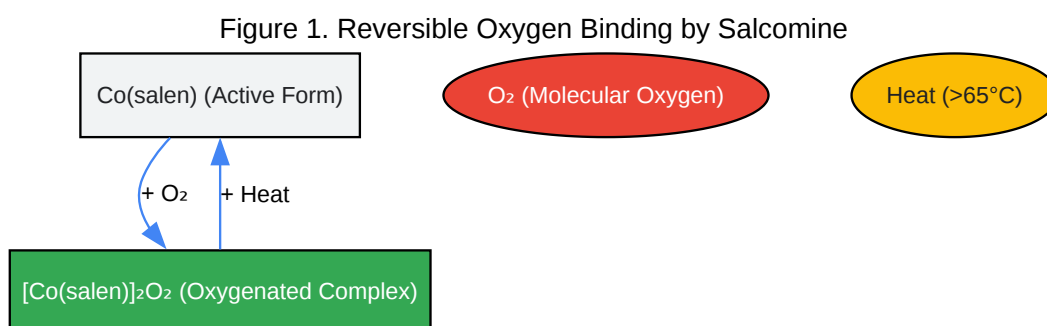 Figure 1. Reversible Oxygen Binding by Salcomine
Co(salen) (Active Form)
O₂ (Molecular Oxygen)
Heat (>65°C)
+ O₂
+ Heat
[Co(salen)]₂O₂ (Oxygenated Complex)